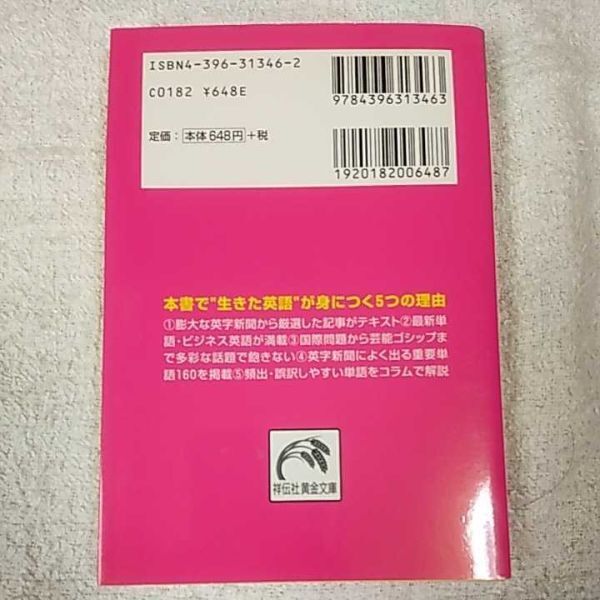 ISBN4-396-31346-2
C0182 ¥648E
定価：本体648円+税
9784396313463
1920182006487
本書で"生きた英語"が身につく5つの理由
①膨大な英字新聞から厳選した記事がテキスト②最新単
語・ビジネス英語が満載③国際問題から芸能ゴシップま
で多彩な話題で飽きない④英字新聞によく出る重要単
語160を掲載⑤頻出・誤訳しやすい単語をコラムで解説
祥伝社黄金文庫